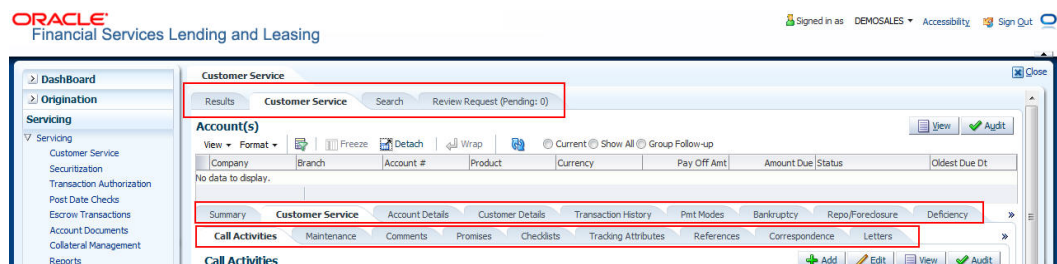 ORACLE
Financial Services Lending and Leasing
Signed in as DEMOSALES Accessibility Sign Out
Close
DashBoard
Origination
Servicing
Servicing
Customer Service
Securitization
Transaction Authorization
Post Date Checks
Escrow Transactions
Account Documents
Collateral Management
Reports
Customer Service
Results Customer Service Search Review Request (Pending: 0)
Account(s)
View Audit
View Format Freeze Detach Wrap Current Show All Group Follow-up
Company Branch Account # Product Currency Pay Off Amt Amount Due Status Oldest Due Dt
No data to display.
Summary Customer Service Account Details Customer Details Transaction History Pmt Modes Bankruptcy Repo/Foreclosure Deficiency »
Call Activities Maintenance Comments Promises Checklists Tracking Attributes References Correspondence Letters »
Call Activities
Add Edit View Audit